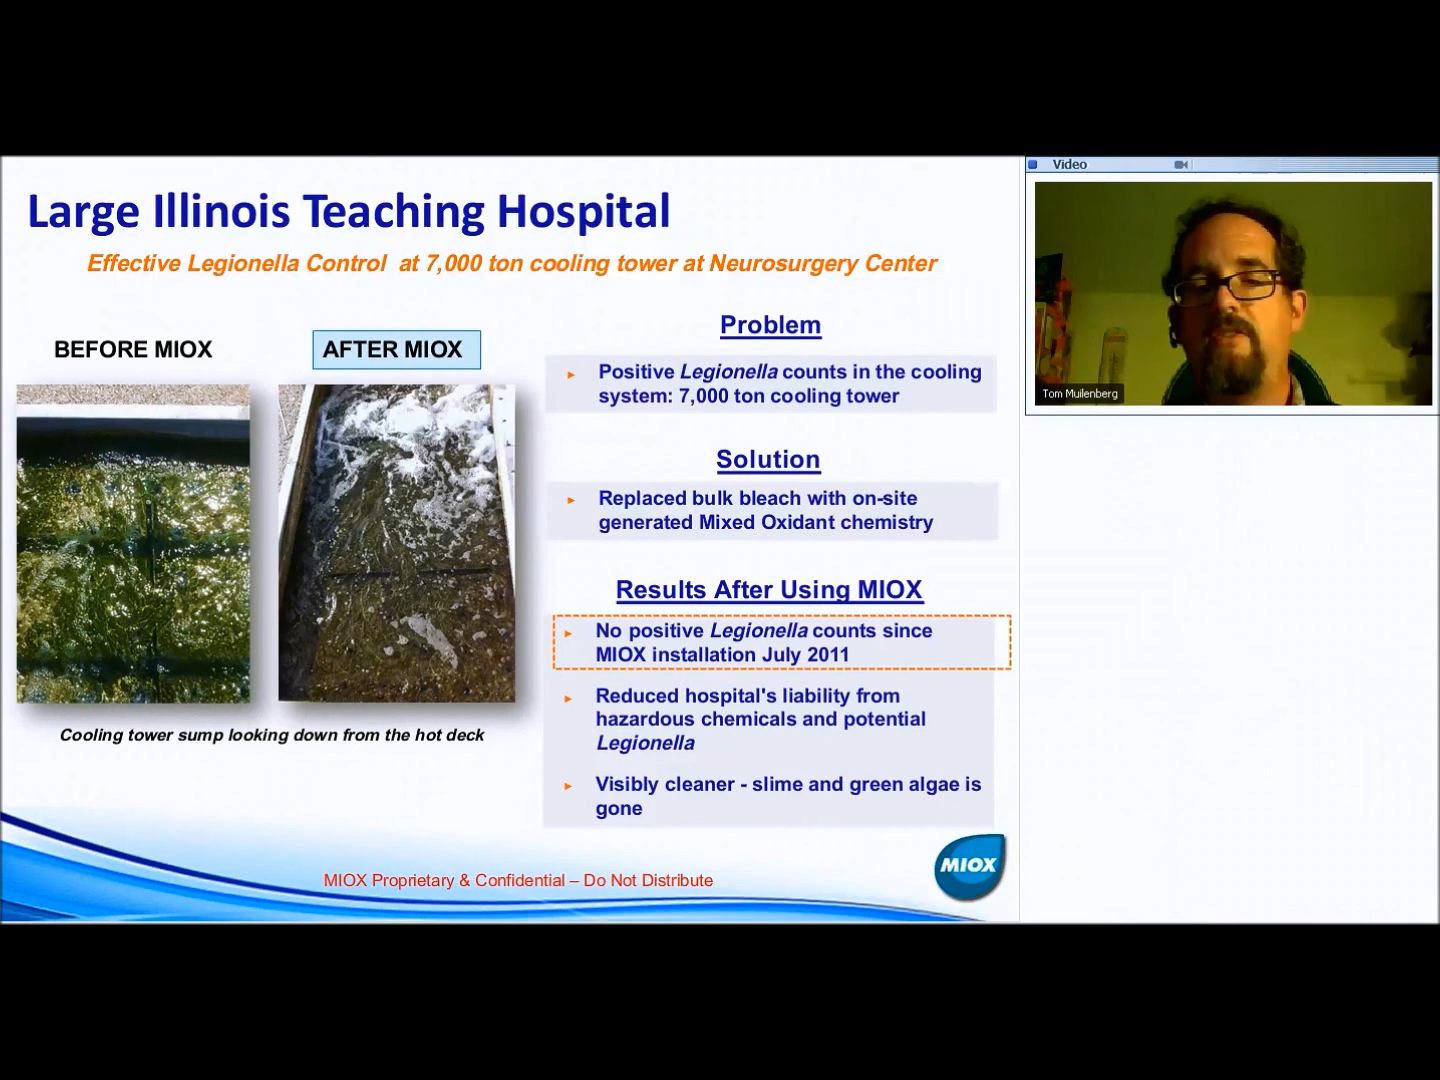 Large Illinois Teaching Hospital
Effective Legionella Control at 7,000 ton cooling tower at Neurosurgery Center
BEFORE MIOX
AFTER MIOX
Cooling tower sump looking down from the hot deck
Problem
► Positive Legionella counts in the cooling
system: 7,000 ton cooling tower
Solution
► Replaced bulk bleach with on-site
generated Mixed Oxidant chemistry
Results After Using MIOX
► No positive Legionella counts since
MIOX installation July 2011
► Reduced hospital's liability from
hazardous chemicals and potential
Legionella
► Visibly cleaner - slime and green algae is
gone
MIOX Proprietary & Confidential – Do Not Distribute
MIOX
Video
Tom Muilenberg